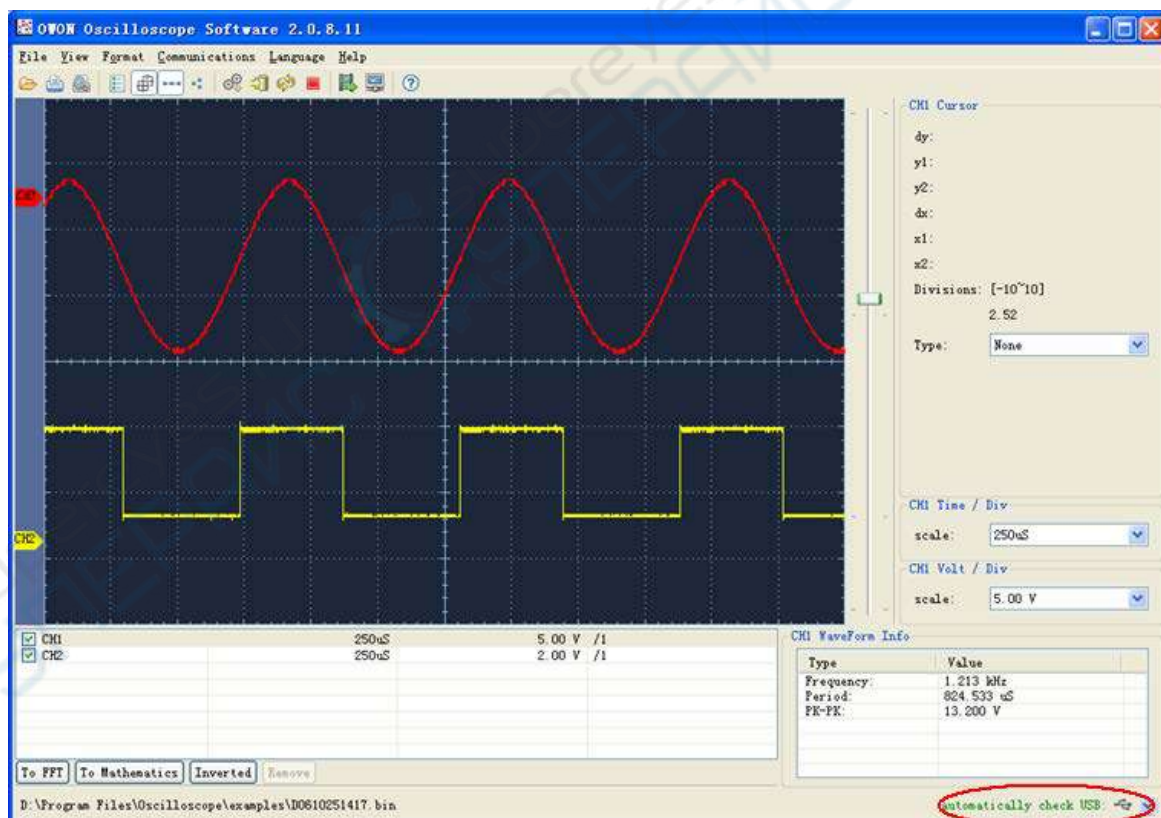 OWON Oscilloscope Software 2.0.8.11
File View Format Communications Language Help
CH1 Cursor
dy:
y1:
y2:
dx:
x1:
x2:
Divisions: [-10~10]
2.52
Type: None
CH2
CH1 Time / Div
scale: 250uS
CH1 Volt / Div
scale: 5.00 V
CH1 250uS 5.00 V /1
CH2 250uS 2.00 V /1
CH1 WaveForm Info
Type Value
Frequency: 1.213 kHz
Period: 824.533 uS
PK-PK: 13.200 V
To FFT To Mathematics Inverted Remove
D:\Program Files\Oscilloscope\examples\D0610251417.bin
Automatically check USB: